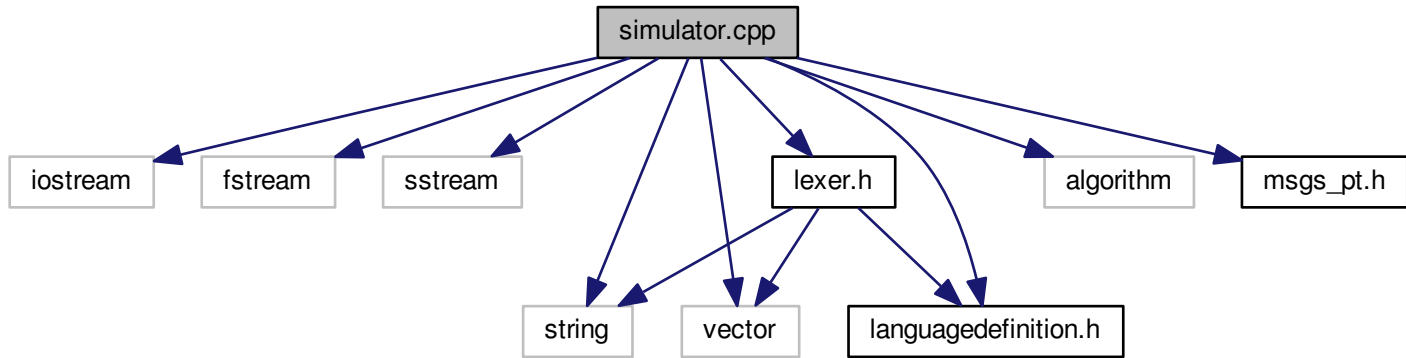 simulator.cpp
iostream
fstream
sstream
lexer.h
algorithm
msgs_pt.h
string
vector
languagedefinition.h